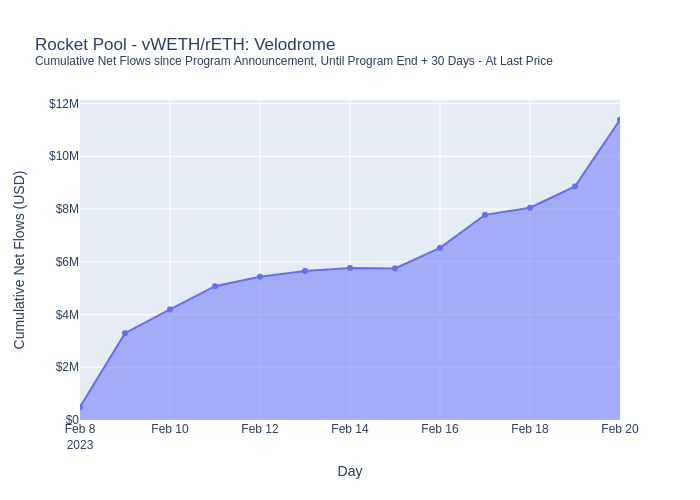 Rocket Pool - vWETH/rETH: Velodrome
Cumulative Net Flows since Program Announcement, Until Program End + 30 Days - At Last Price
$12M
$10M
$8M
$6M
$4M
$2M
$0
Cumulative Net Flows (USD)
Feb 8 Feb 10 Feb 12 Feb 14 Feb 16 Feb 18 Feb 20
2023
Day